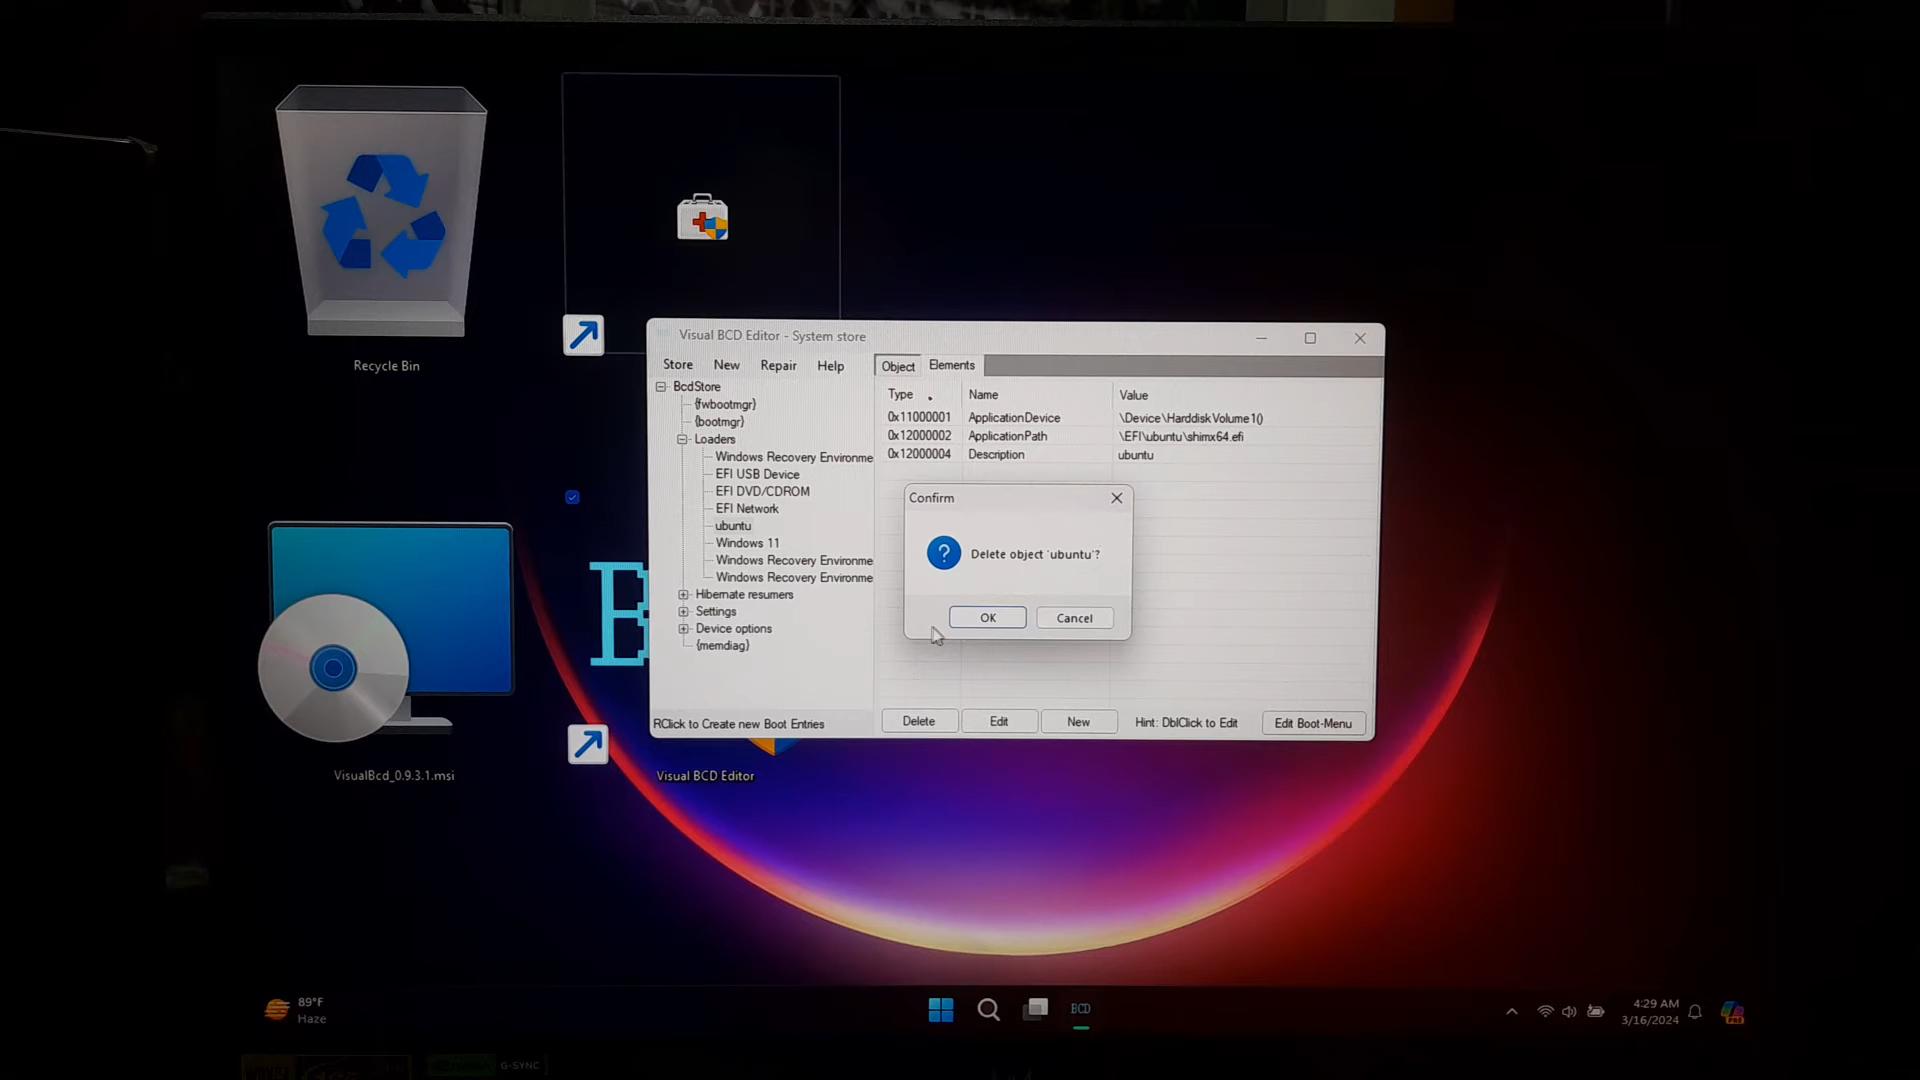 Recycle Bin
VisualBcd_0.9.3.1.msi
Visual BCD Editor
Visual BCD Editor - System store
Store New Repair Help
Object Elements
BcdStore
{fwbootmgr}
{bootmgr}
Loaders
Windows Recovery Environme
EFI USB Device
EFI DVD/CDROM
EFI Network
ubuntu
Windows 11
Windows Recovery Environme
Windows Recovery Environme
Hibernate resumers
Settings
Device options
{memdiag}
RClick to Create new Boot Entries
Type Name Value
0x11000001 ApplicationDevice \Device\HarddiskVolume1()
0x12000002 ApplicationPath \EFI\ubuntu\shimx64.efi
0x12000004 Description ubuntu
Confirm
Delete object 'ubuntu'?
OK Cancel
Delete Edit New Hint: DblClick to Edit Edit Boot-Menu
89°F
Haze
BCD
4:29 AM
3/16/2024
G-SYNC